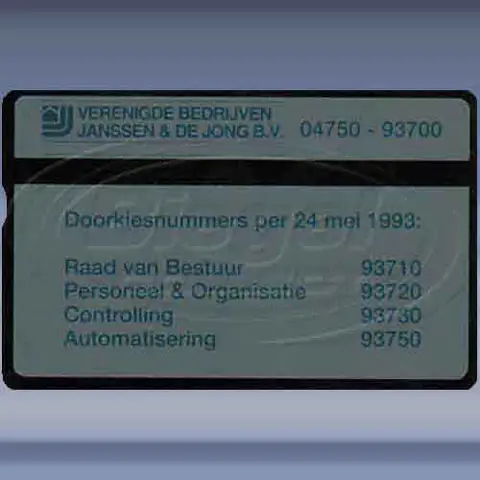 VERENIGDE BEDRIJVEN
JANSSEN & DE JONG B.V. 04750 - 93700
Doorkiesnummers per 24 mei 1993:
Raad van Bestuur 93710
Personeel & Organisatie 93720
Controlling 93730
Automatisering 93750